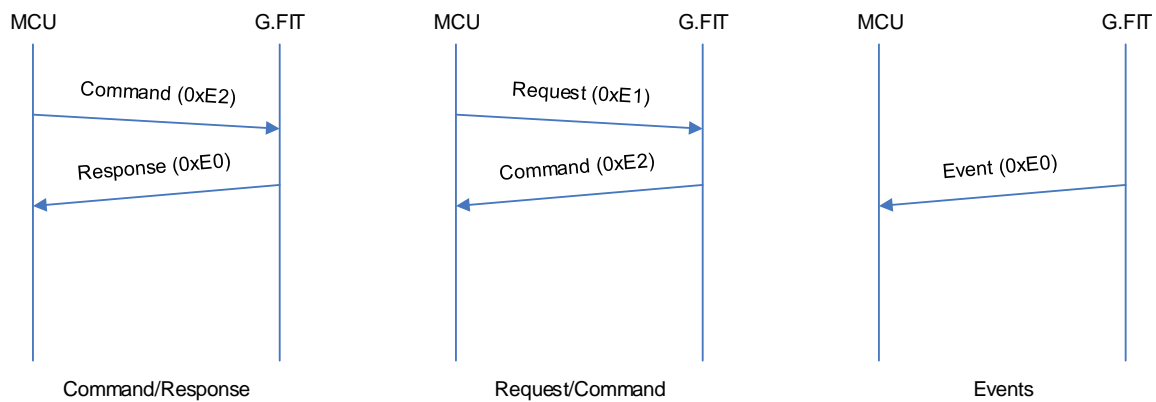 MCU G.FIT MCU G.FIT MCU G.FIT
Command (0xE2) Request (0xE1)
Response (0xE0) Command (0xE2) Event (0xE0)
Command/Response Request/Command Events